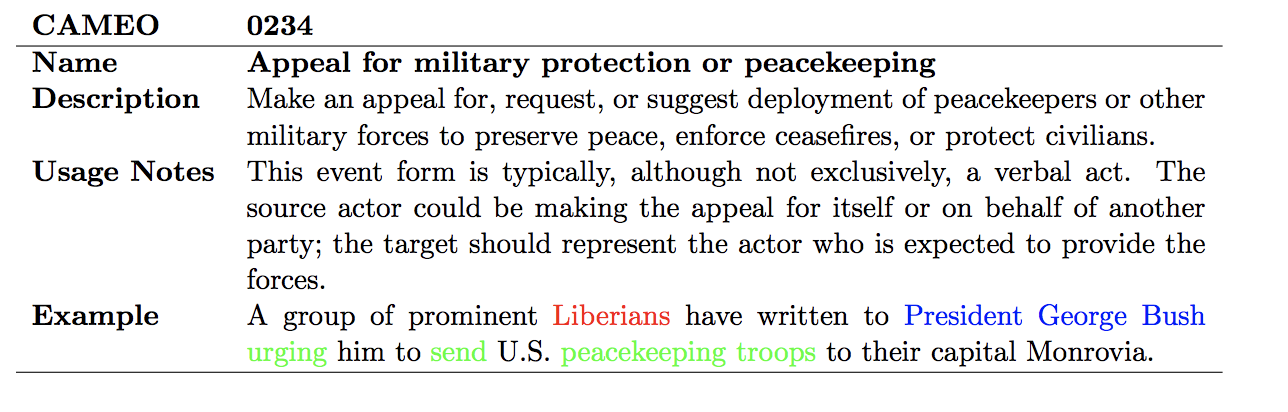 CAMEO 0234
Name Appeal for military protection or peacekeeping
Description Make an appeal for, request, or suggest deployment of peacekeepers or other
military forces to preserve peace, enforce ceasefires, or protect civilians.
Usage Notes This event form is typically, although not exclusively, a verbal act. The
source actor could be making the appeal for itself or on behalf of another
party; the target should represent the actor who is expected to provide the
forces.
Example A group of prominent Liberians have written to President George Bush
urging him to send U.S. peacekeeping troops to their capital Monrovia.